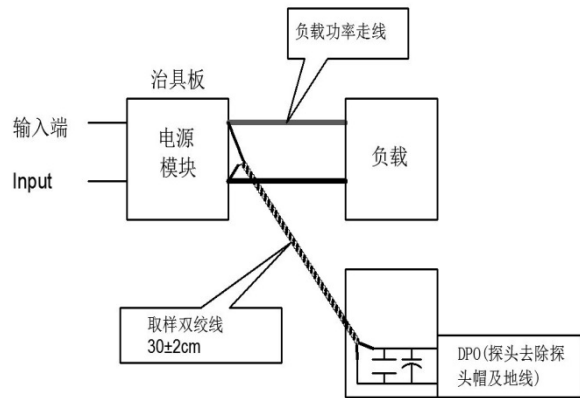 负载功率走线
治具板
输入端
Input
电源
模块
负载
取样双绞线
30±2cm
DPO(探头去除探
头帽及地线)